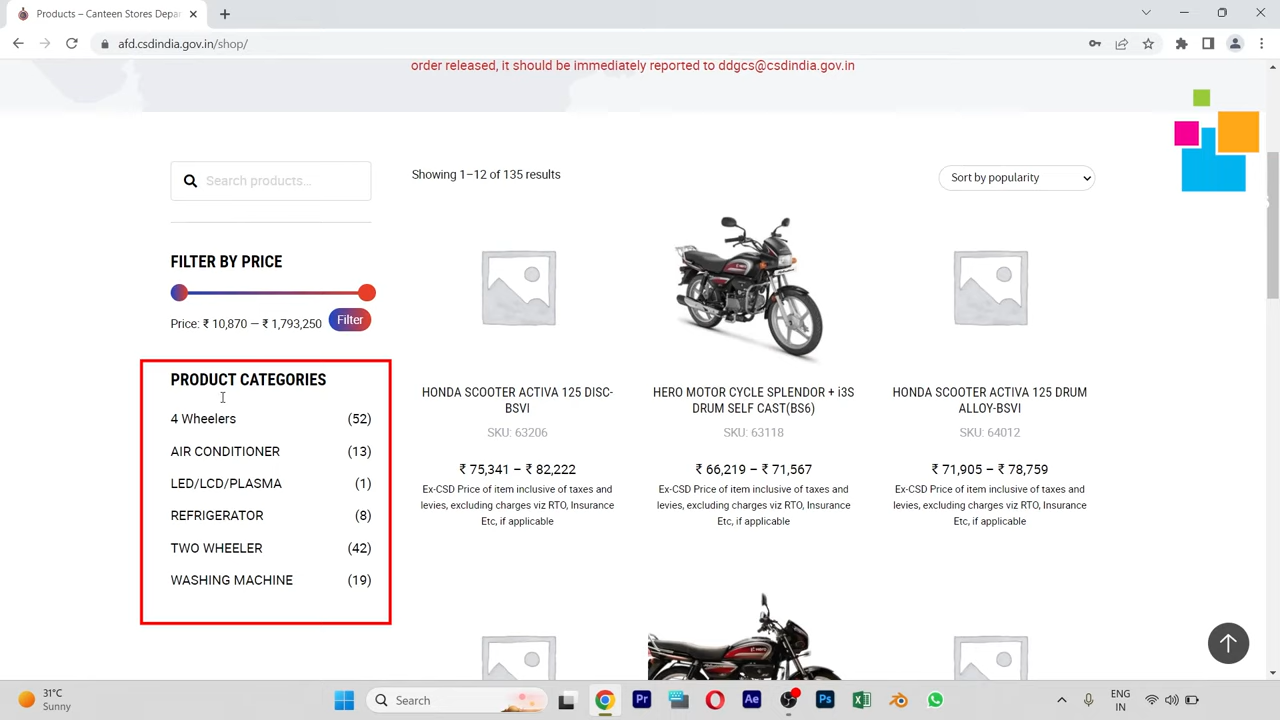 Products – Canteen Stores Depar
afd.csdindia.gov.in/shop/
order released, it should be immediately reported to ddgcs@csdindia.gov.in
Search products...
Showing 1–12 of 135 results
Sort by popularity
FILTER BY PRICE
Price: ₹ 10,870 — ₹ 1,793,250
Filter
PRODUCT CATEGORIES
4 Wheelers (52)
AIR CONDITIONER (13)
LED/LCD/PLASMA (1)
REFRIGERATOR (8)
TWO WHEELER (42)
WASHING MACHINE (19)
HONDA SCOOTER ACTIVA 125 DISC-
BSVI
SKU: 63206
₹ 75,341 – ₹ 82,222
Ex-CSD Price of item inclusive of taxes and
levies, excluding charges viz RTO, Insurance
Etc, if applicable
HERO MOTOR CYCLE SPLENDOR + i3S
DRUM SELF CAST(BS6)
SKU: 63118
₹ 66,219 – ₹ 71,567
Ex-CSD Price of item inclusive of taxes and
levies, excluding charges viz RTO, Insurance
Etc, if applicable
HONDA SCOOTER ACTIVA 125 DRUM
ALLOY-BSVI
SKU: 64012
₹ 71,905 – ₹ 78,759
Ex-CSD Price of item inclusive of taxes and
levies, excluding charges viz RTO, Insurance
Etc, if applicable
31°C
Sunny
Search
Pr
Ae
Ps
ENG
IN